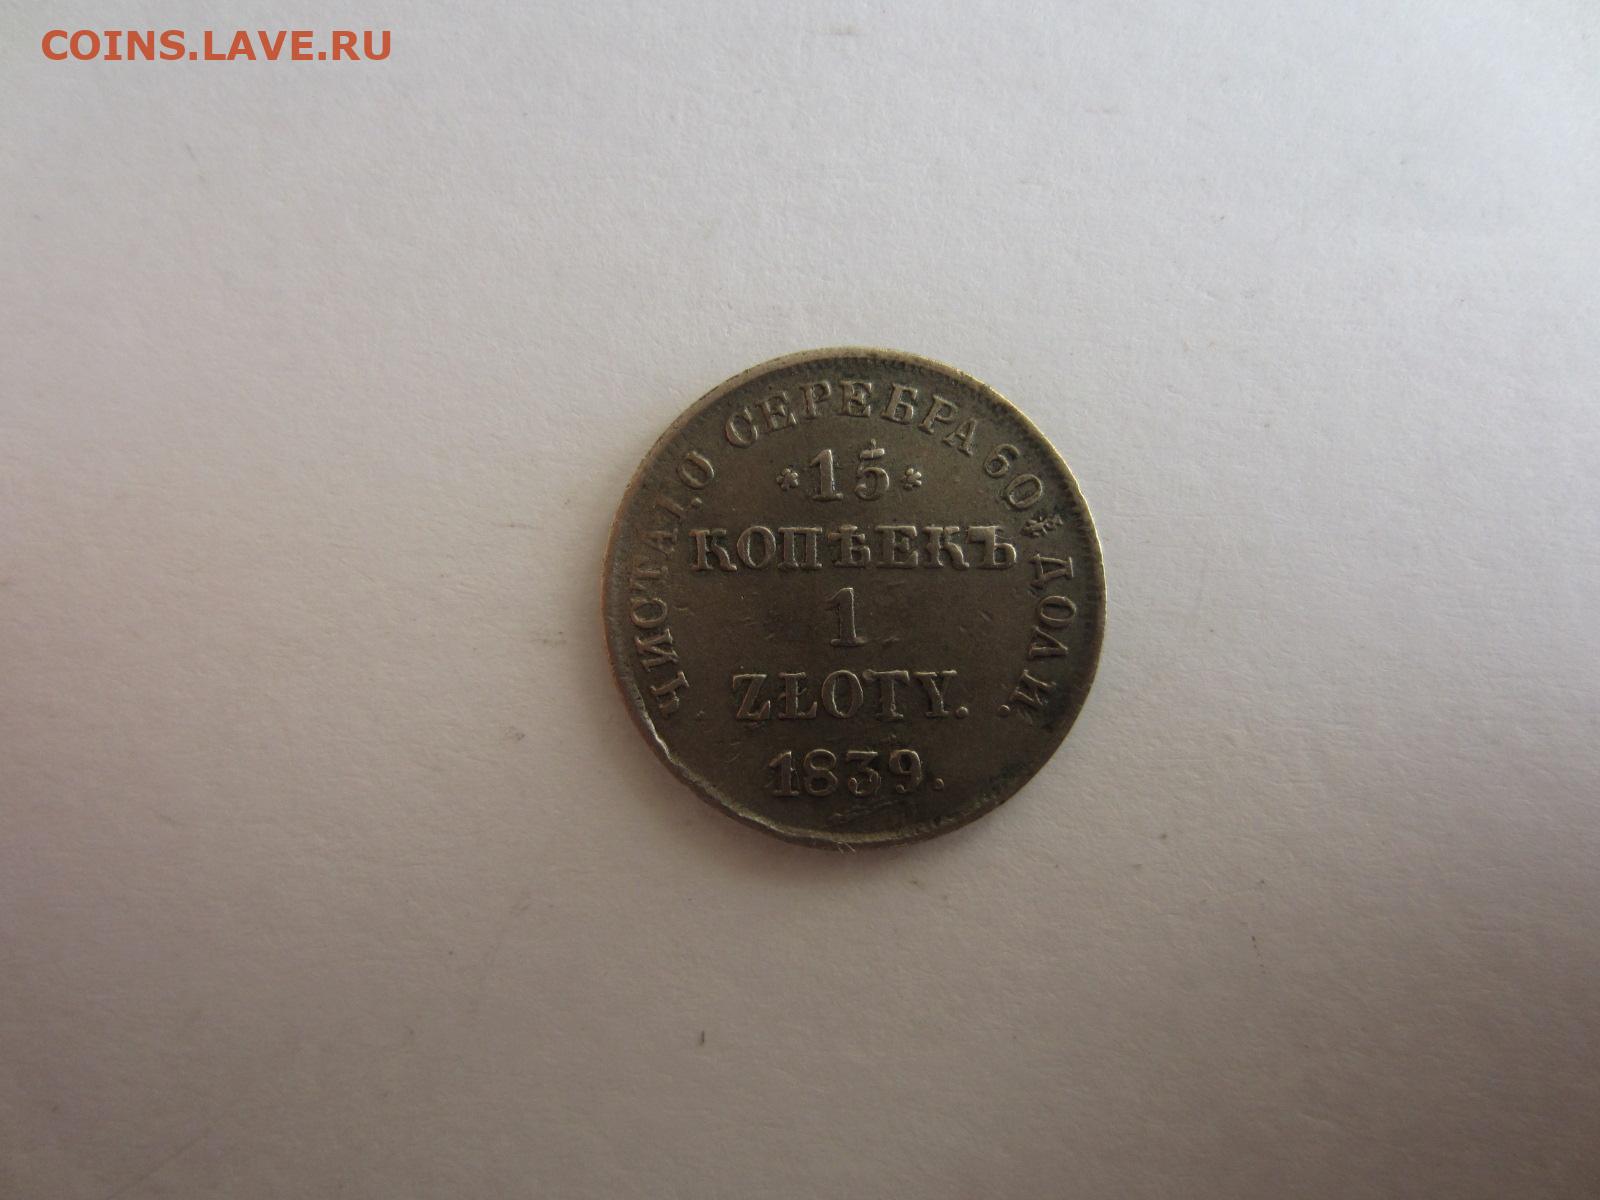 COINS.LAVE.RU
ЧИСТАГО СЕРЕБРА 60 * ДОЛИ.
*15*
КОПѢЕКЪ
1
ZŁOTY.
1839.